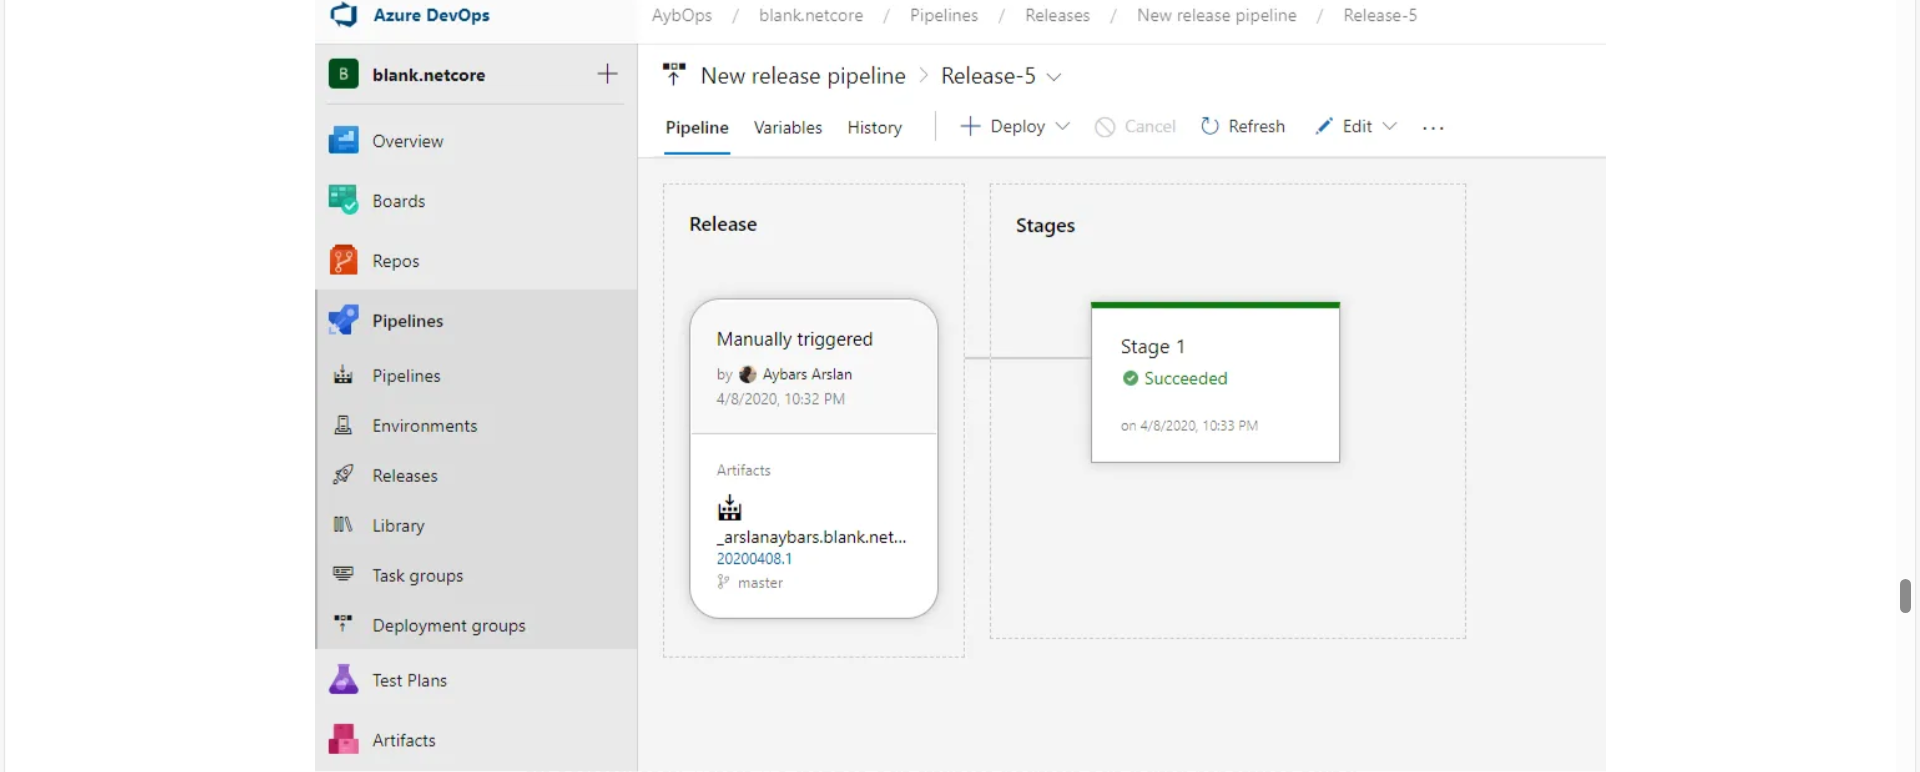 Azure DevOps
AybOps / blank.netcore / Pipelines / Releases / New release pipeline / Release-5
B blank.netcore
New release pipeline > Release-5
Pipeline Variables History Deploy Cancel Refresh Edit ...
Overview
Boards
Repos
Pipelines
Pipelines
Environments
Releases
Library
Task groups
Deployment groups
Test Plans
Artifacts
Release
Manually triggered
by Aybars Arslan
4/8/2020, 10:32 PM
Artifacts
_arslanaybars.blank.net...
20200408.1
master
Stages
Stage 1
Succeeded
on 4/8/2020, 10:33 PM